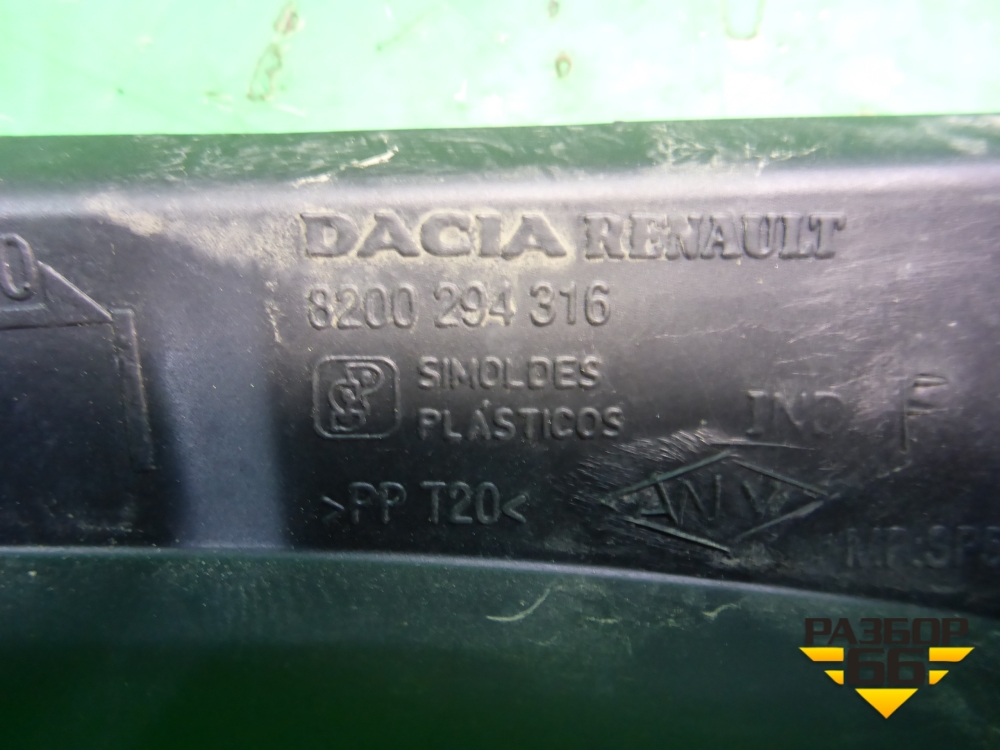 DACIA RENAULT
8200 294 316
SIMOLDES
PLÁSTICOS
IND F
>PP T20<
РАЗБОР
66